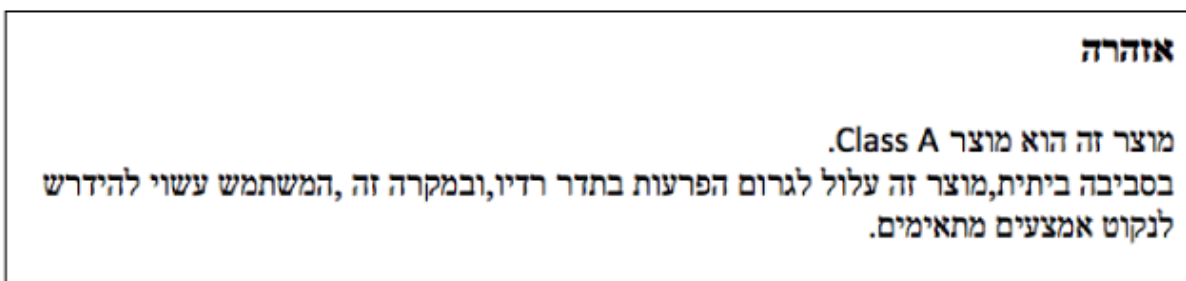 אזהרה
מוצר זה הוא מוצר Class A.
בסביבה ביתית,מוצר זה עלול לגרום הפרעות בתדר רדיו,ובמקרה זה ,המשתמש עשוי להידרש
לנקוט אמצעים מתאימים.